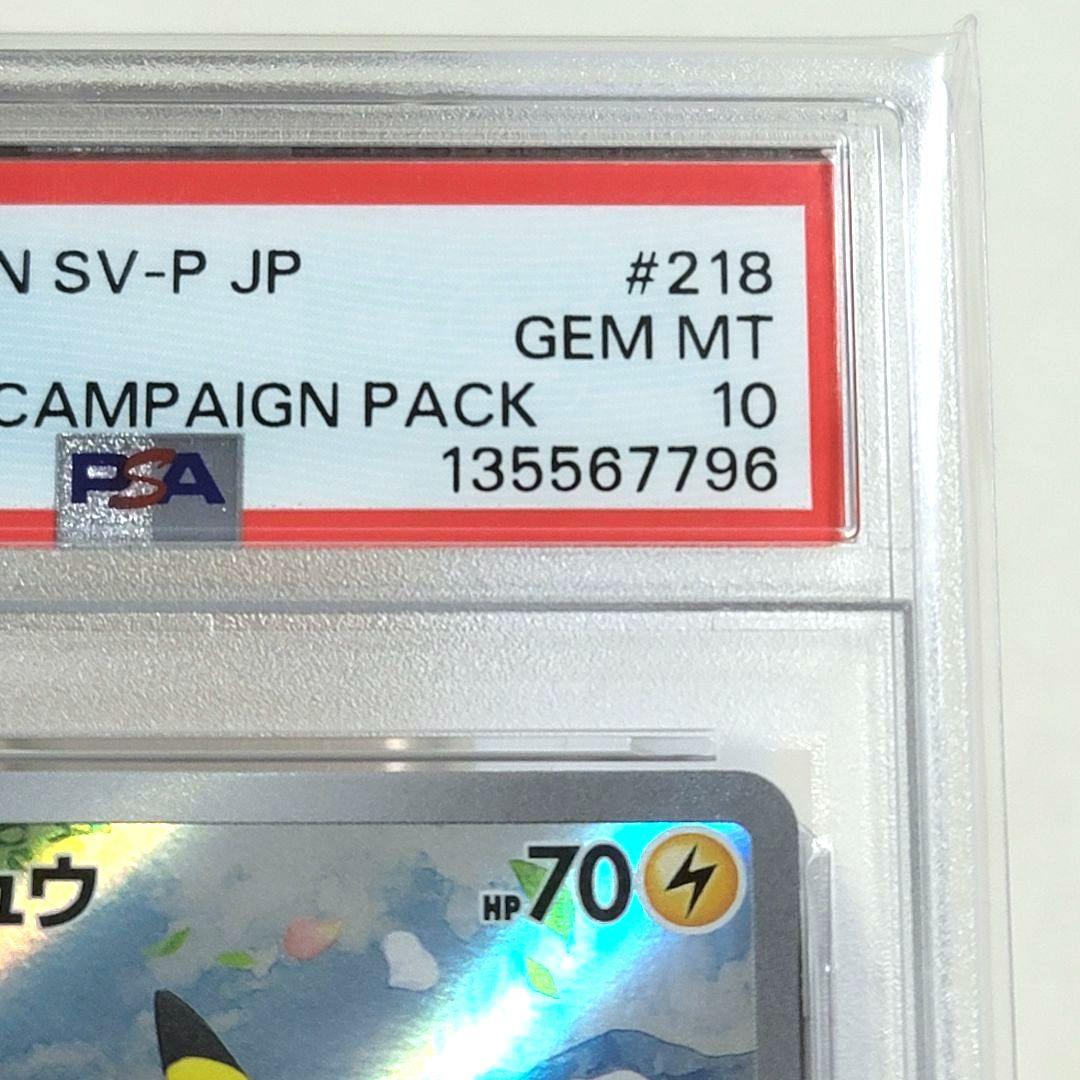 N SV-P JP #218
GEM MT
CAMPAIGN PACK 10
PSA 135567796
ュウ HP70